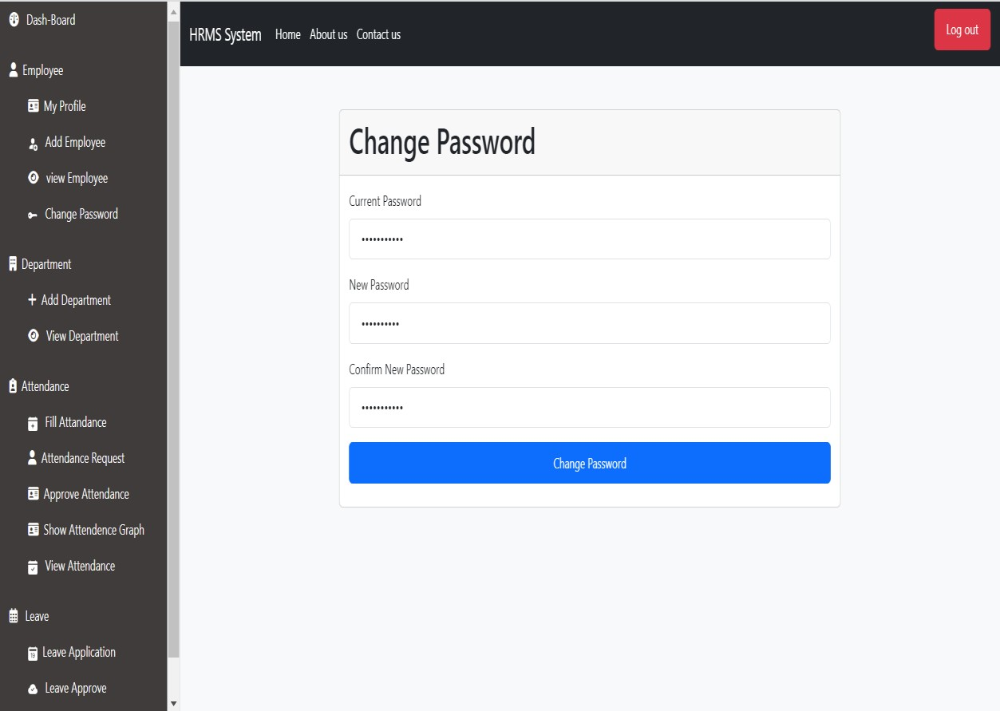 Dash-Board
Employee
My Profile
Add Employee
view Employee
Change Password
Department
Add Department
View Department
Attendance
Fill Attandance
Attendance Request
Approve Attendance
Show Attendence Graph
View Attendance
Leave
Leave Application
Leave Approve
HRMS System Home About us Contact us
Log out
Change Password
Current Password
•••••••••••
New Password
••••••••••
Confirm New Password
•••••••••••
Change Password